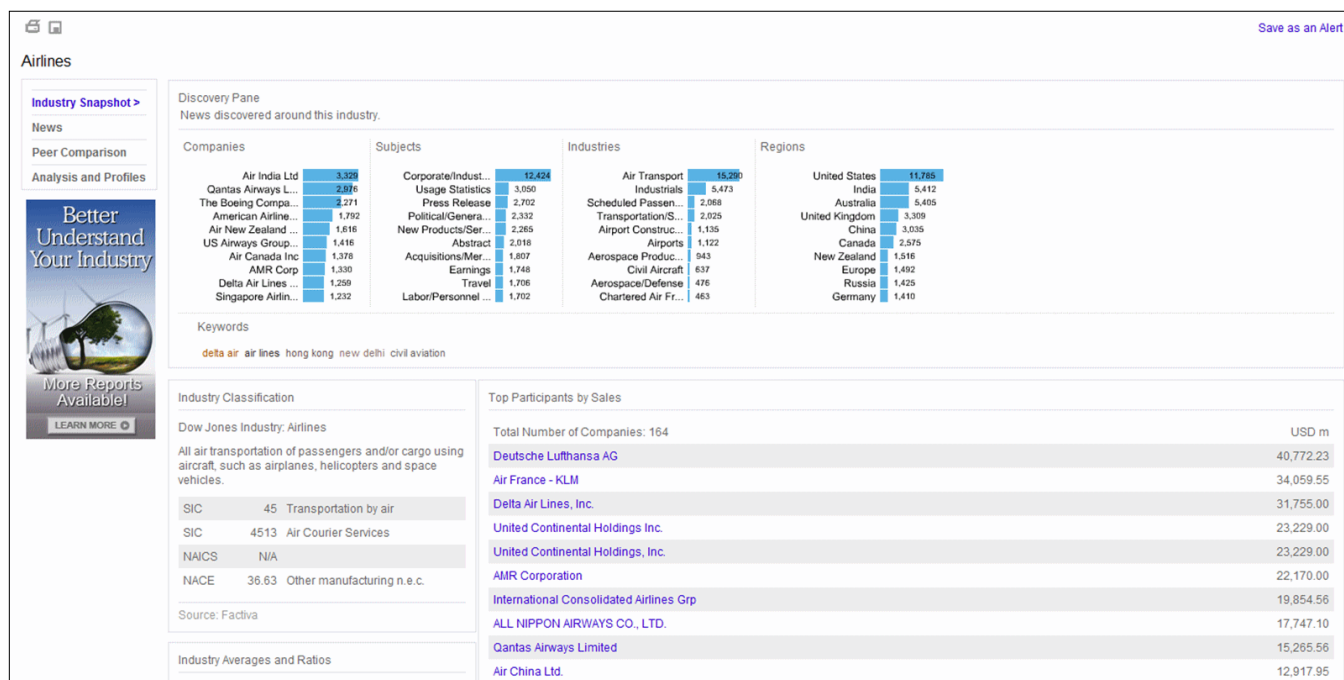 Save as an Alert
Airlines
Industry Snapshot >
News
Peer Comparison
Analysis and Profiles
Better
Understand
Your Industry
More Reports
Available!
LEARN MORE
Discovery Pane
News discovered around this industry.
Companies
Air India Ltd 3,329
Qantas Airways L... 2,976
The Boeing Compa... 2,271
American Airline... 1,792
Air New Zealand ... 1,616
US Airways Group... 1,416
Air Canada Inc 1,378
AMR Corp 1,330
Delta Air Lines ... 1,259
Singapore Airlin... 1,232
Subjects
Corporate/Indust... 12,424
Usage Statistics 3,050
Press Release 2,702
Political/Genera... 2,332
New Products/Ser... 2,265
Abstract 2,018
Acquisitions/Mer... 1,807
Earnings 1,748
Travel 1,706
Labor/Personnel ... 1,702
Industries
Air Transport 15,290
Industrials 5,473
Scheduled Passen... 2,068
Transportation/S... 2,025
Airport Construc... 1,135
Airports 1,122
Aerospace Produc... 943
Civil Aircraft 637
Aerospace/Defense 476
Chartered Air Fr... 463
Regions
United States 11,785
India 5,412
Australia 5,405
United Kingdom 3,309
China 3,035
Canada 2,575
New Zealand 1,516
Europe 1,492
Russia 1,425
Germany 1,410
Keywords
delta air air lines hong kong new delhi civil aviation
Industry Classification
Dow Jones Industry: Airlines
All air transportation of passengers and/or cargo using
aircraft, such as airplanes, helicopters and space
vehicles.
SIC 45 Transportation by air
SIC 4513 Air Courier Services
NAICS N/A
NACE 36.63 Other manufacturing n.e.c.
Source: Factiva
Industry Averages and Ratios
Top Participants by Sales
Total Number of Companies: 164 USD m
Deutsche Lufthansa AG 40,772.23
Air France - KLM 34,059.55
Delta Air Lines, Inc. 31,755.00
United Continental Holdings Inc. 23,229.00
United Continental Holdings, Inc. 23,229.00
AMR Corporation 22,170.00
International Consolidated Airlines Grp 19,854.56
ALL NIPPON AIRWAYS CO., LTD. 17,747.10
Qantas Airways Limited 15,265.56
Air China Ltd. 12,917.95